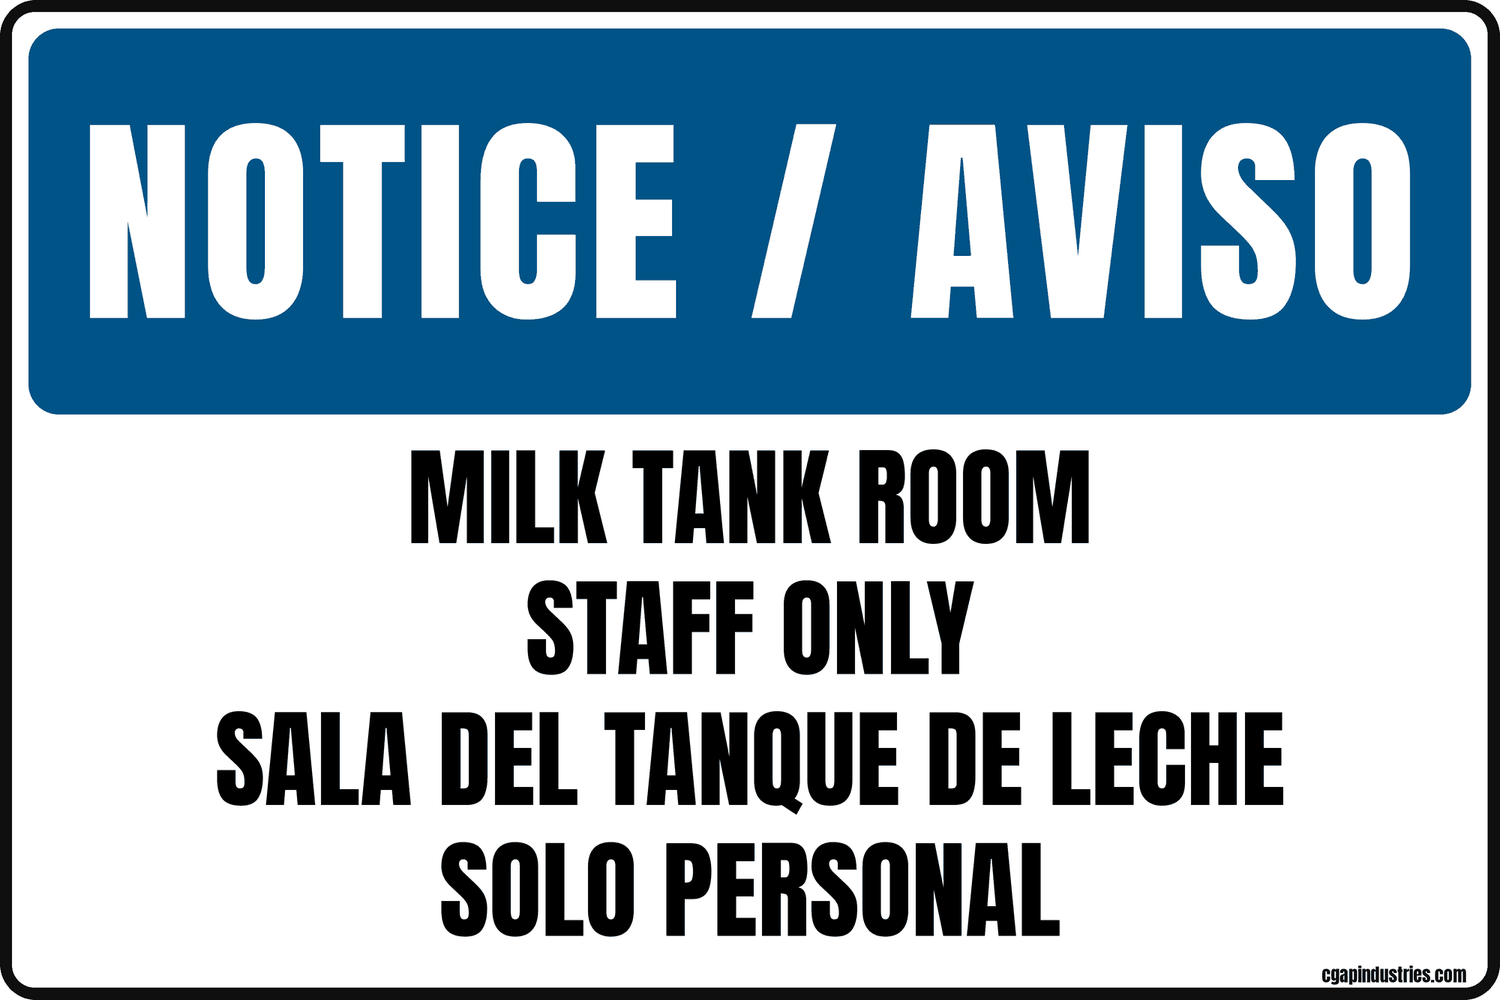 NOTICE / AVISO
MILK TANK ROOM
STAFF ONLY
SALA DEL TANQUE DE LECHE
SOLO PERSONAL
cgapindustries.com